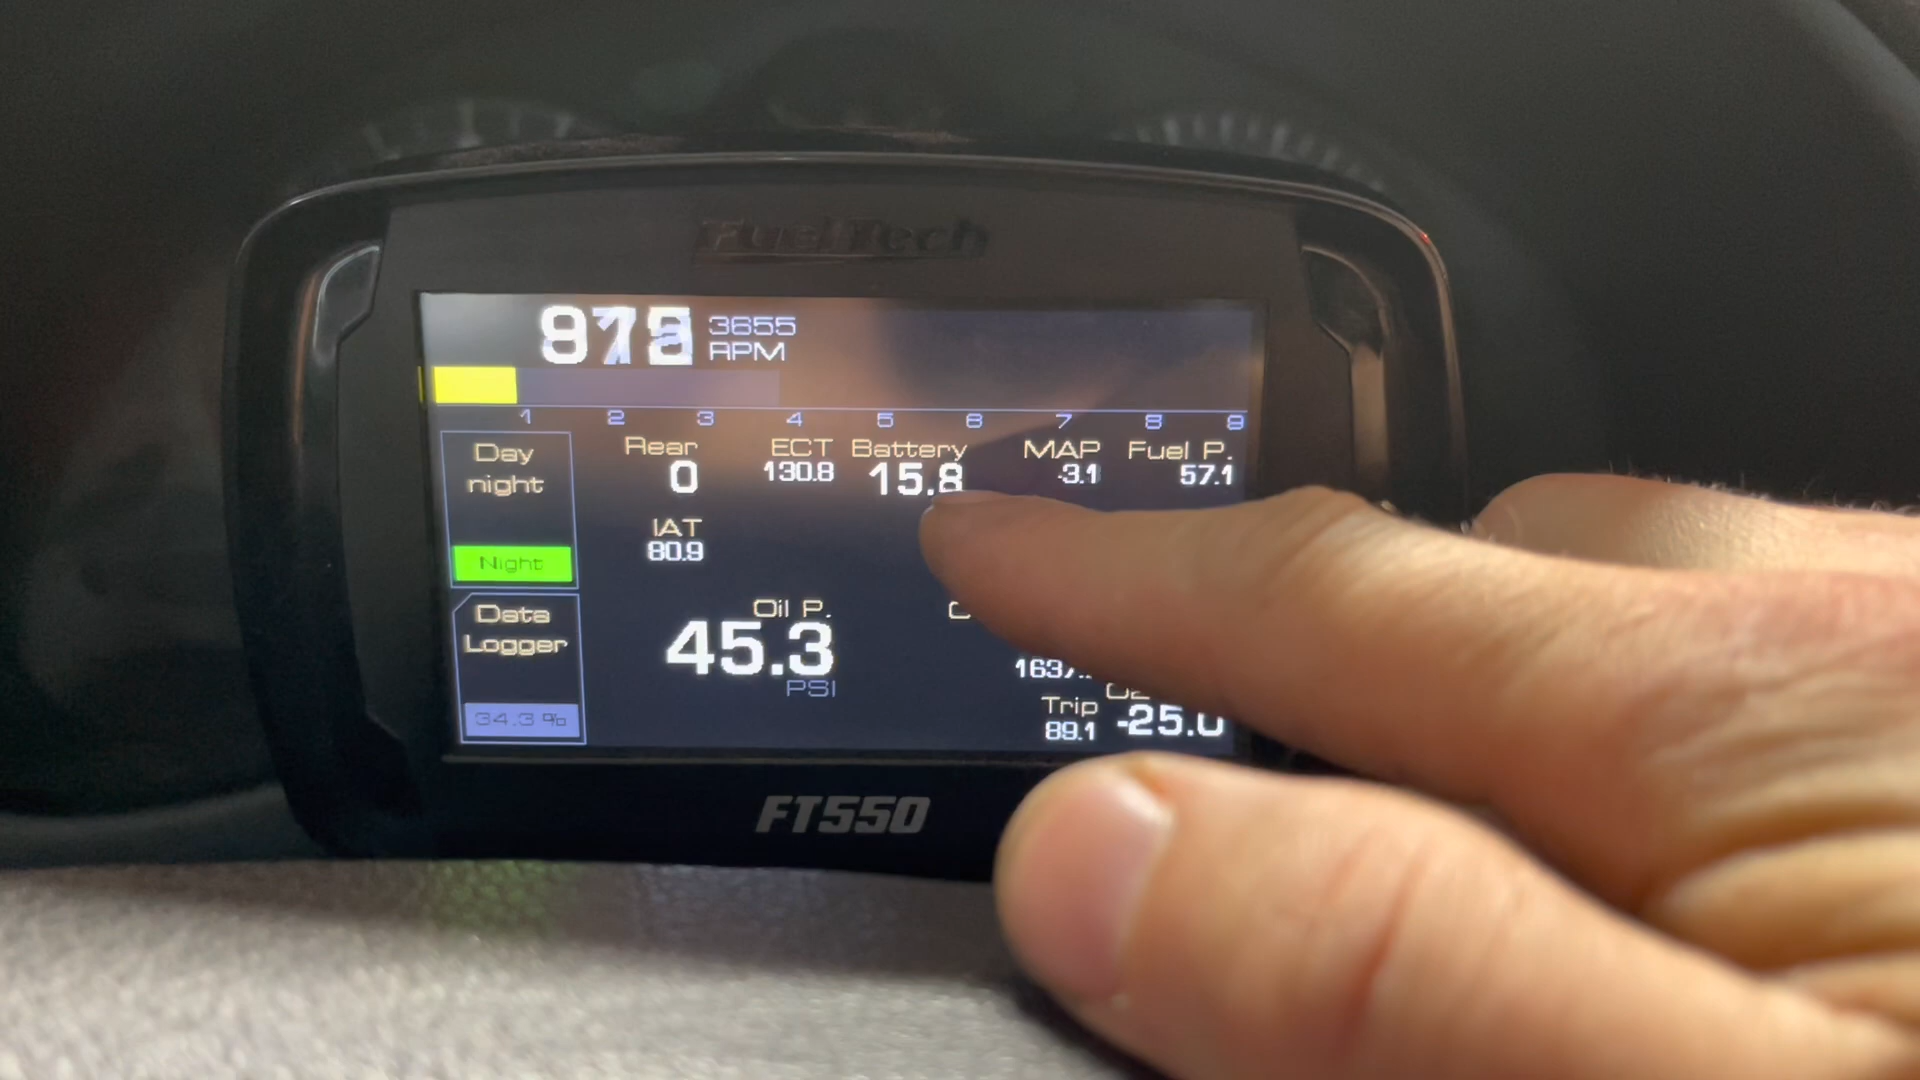 FuelTech
3655
RPM
1 2 3 4 5 6 7 8 9
Day
night
Night
Rear
0
ECT
130.8
Battery
15.8
MAP
-3.1
Fuel P.
57.1
IAT
80.9
Data
Logger
34.3 %
Oil P.
45.3
PSI
Trip
89.1
-25.0
FT550